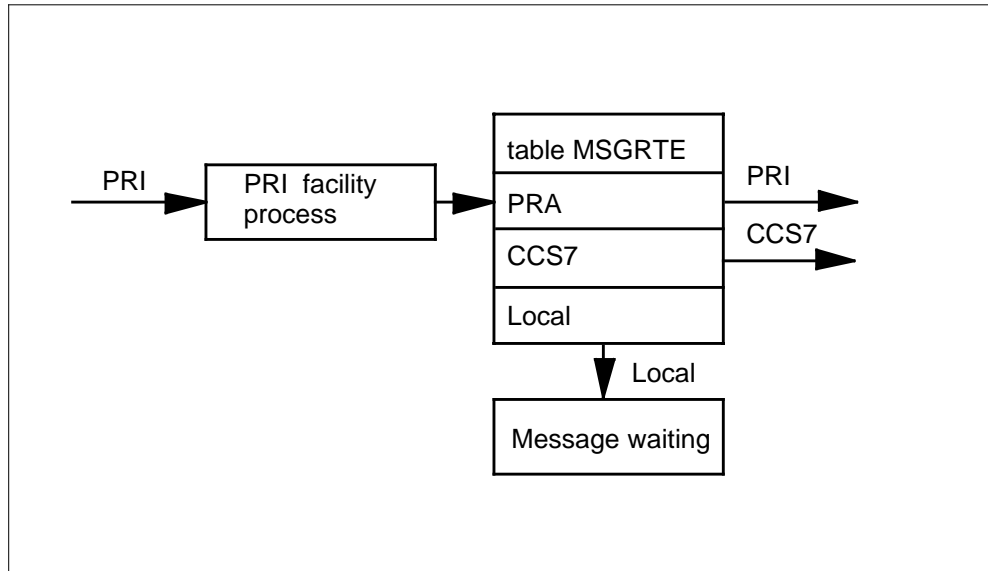 PRI
PRI facility
process
table MSGRTE
PRA
CCS7
Local
PRI
CCS7
Local
Message waiting